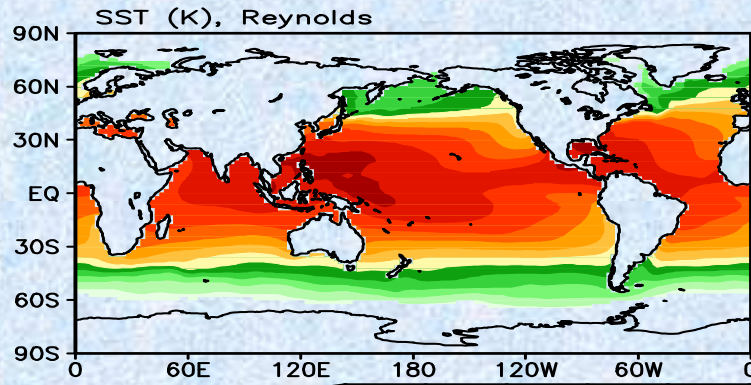 SST (K), Reynolds
90N
60N
30N
EQ
30S
60S
90S
0 60E 120E 180 120W 60W 0